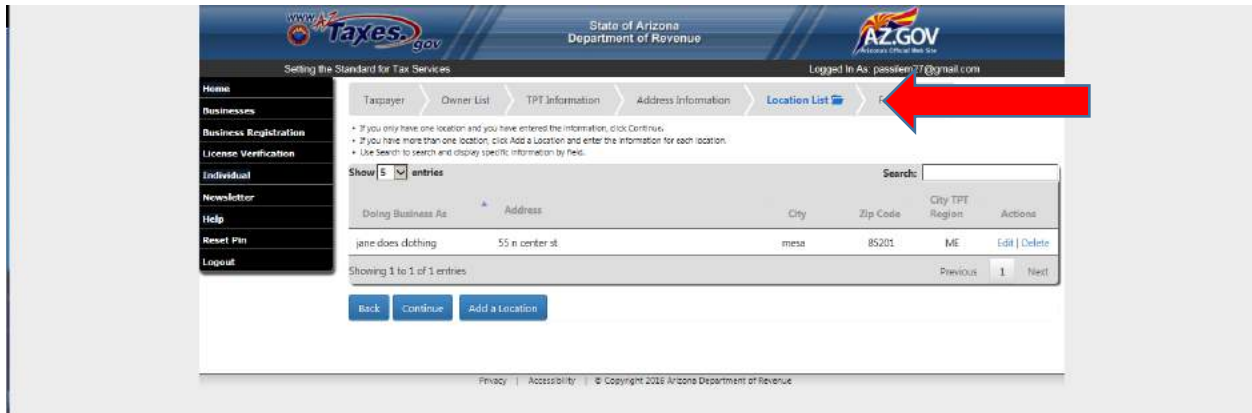 www.AZ
Taxes.gov
State of Arizona
Department of Revenue
AZ.GOV
Arizona's Official Web Site
Setting the Standard for Tax Services
Logged In As: passifem77@gmail.com
Home
Businesses
Business Registration
License Verification
Individual
Newsletter
Help
Reset Pin
Logout
Taxpayer
Owner List
TPT Information
Address Information
Location List
• If you only have one location and you have entered the information, click Continue.
• If you have more than one location, click Add a Location and enter the information for each location.
• Use Search to search and display specific information by field.
Show 5 entries
Search:
Doing Business As
Address
City
Zip Code
City TPT
Region
Actions
jane does clothing
55 n center st
mesa
85201
ME
Edit | Delete
Showing 1 to 1 of 1 entries
Previous 1 Next
Back
Continue
Add a Location
Privacy | Accessibility | © Copyright 2016 Arizona Department of Revenue